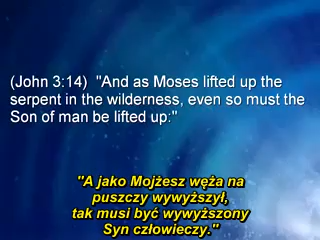 (John 3:14)  "And as Moses lifted up the
serpent in the wilderness, even so must the
Son of man be lifted up:"
"A jako Mojżesz węża na
puszczy wywyższył,
tak musi być wywyższony
Syn człowieczy."